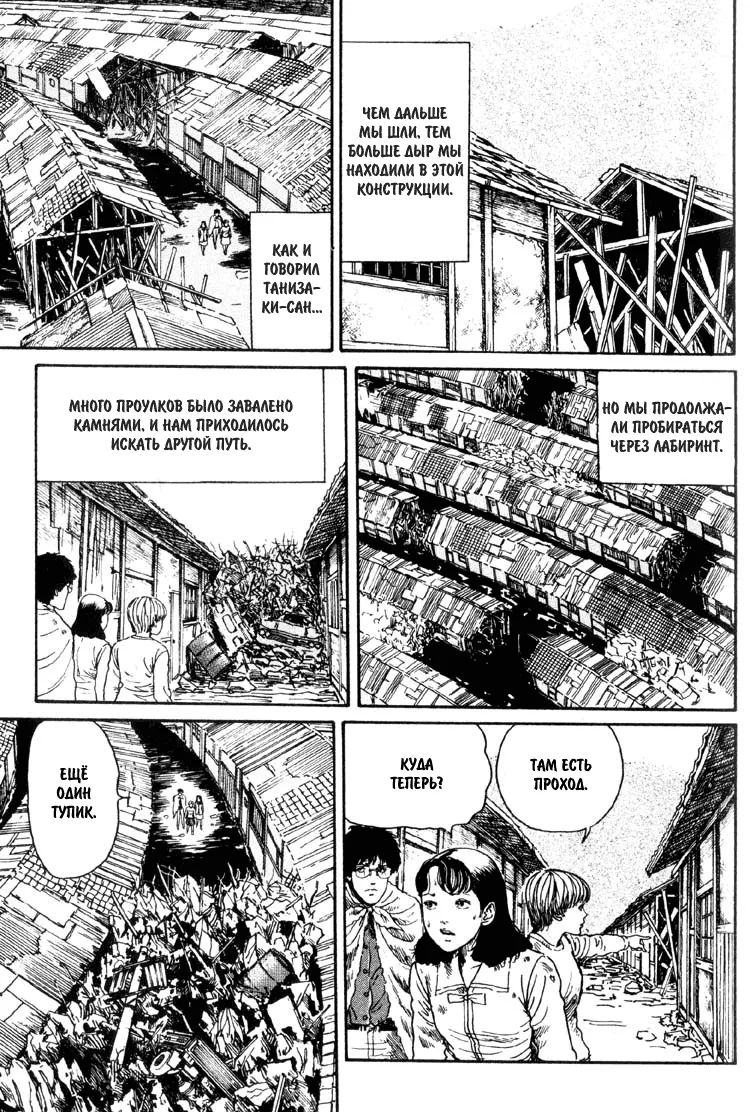 ЧЕМ ДАЛЬШЕ
МЫ ШЛИ, ТЕМ
БОЛЬШЕ ДЫР МЫ
НАХОДИЛИ В ЭТОЙ
КОНСТРУКЦИИ.
КАК И
ГОВОРИЛ
ТАНИЗА-
КИ-САН...
НО МЫ ПРОДОЛЖА-
ЛИ ПРОБИРАТЬСЯ
ЧЕРЕЗ ЛАБИРИНТ.
МНОГО ПРОУЛКОВ БЫЛО ЗАВАЛЕНО
КАМНЯМИ, И НАМ ПРИХОДИЛОСЬ
ИСКАТЬ ДРУГОЙ ПУТЬ.
ТАМ ЕСТЬ
ПРОХОД.
КУДА
ТЕПЕРЬ?
ЕЩЁ
ОДИН
ТУПИК.